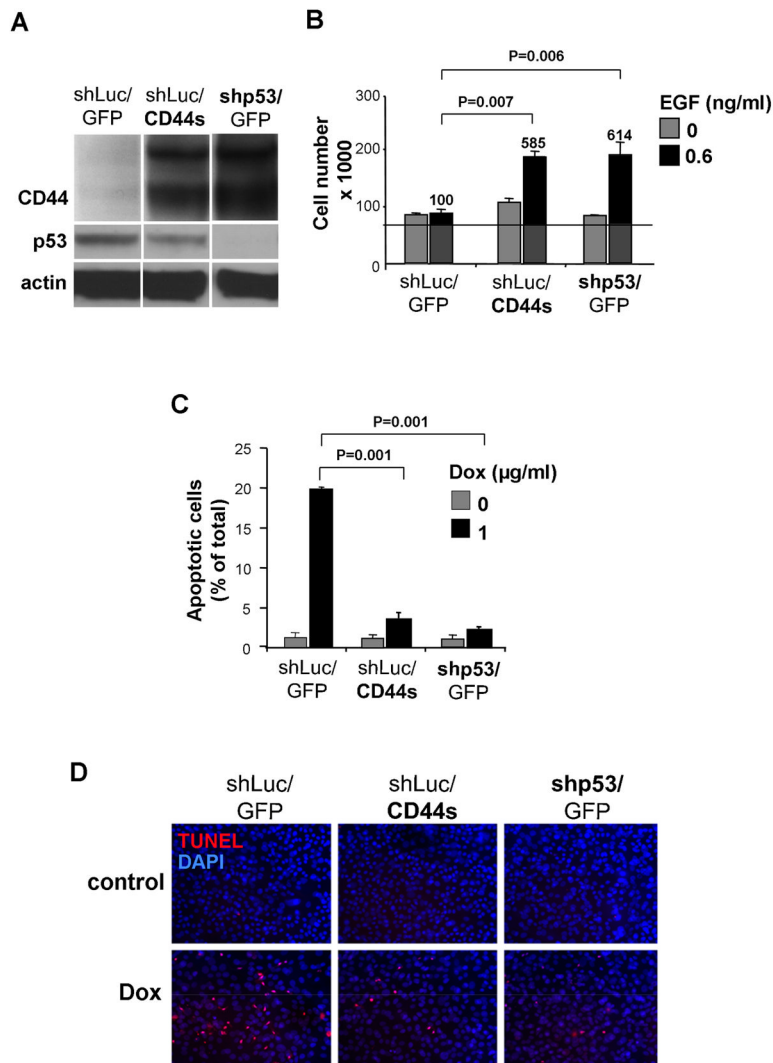 A
shLuc/ shLuc/ shp53/
GFP CD44s GFP
CD44
p53
actin
B
P=0.006
P=0.007
300
200
100
0
Cell number
x 1000
100
585
614
EGF (ng/ml)
0
0.6
shLuc/ shLuc/ shp53/
GFP CD44s GFP
C
P=0.001
P=0.001
25
20
15
10
5
0
Apoptotic cells
(% of total)
Dox (µg/ml)
0
1
shLuc/ shLuc/ shp53/
GFP CD44s GFP
D
shLuc/ shLuc/ shp53/
GFP CD44s GFP
TUNEL
DAPI
control
Dox